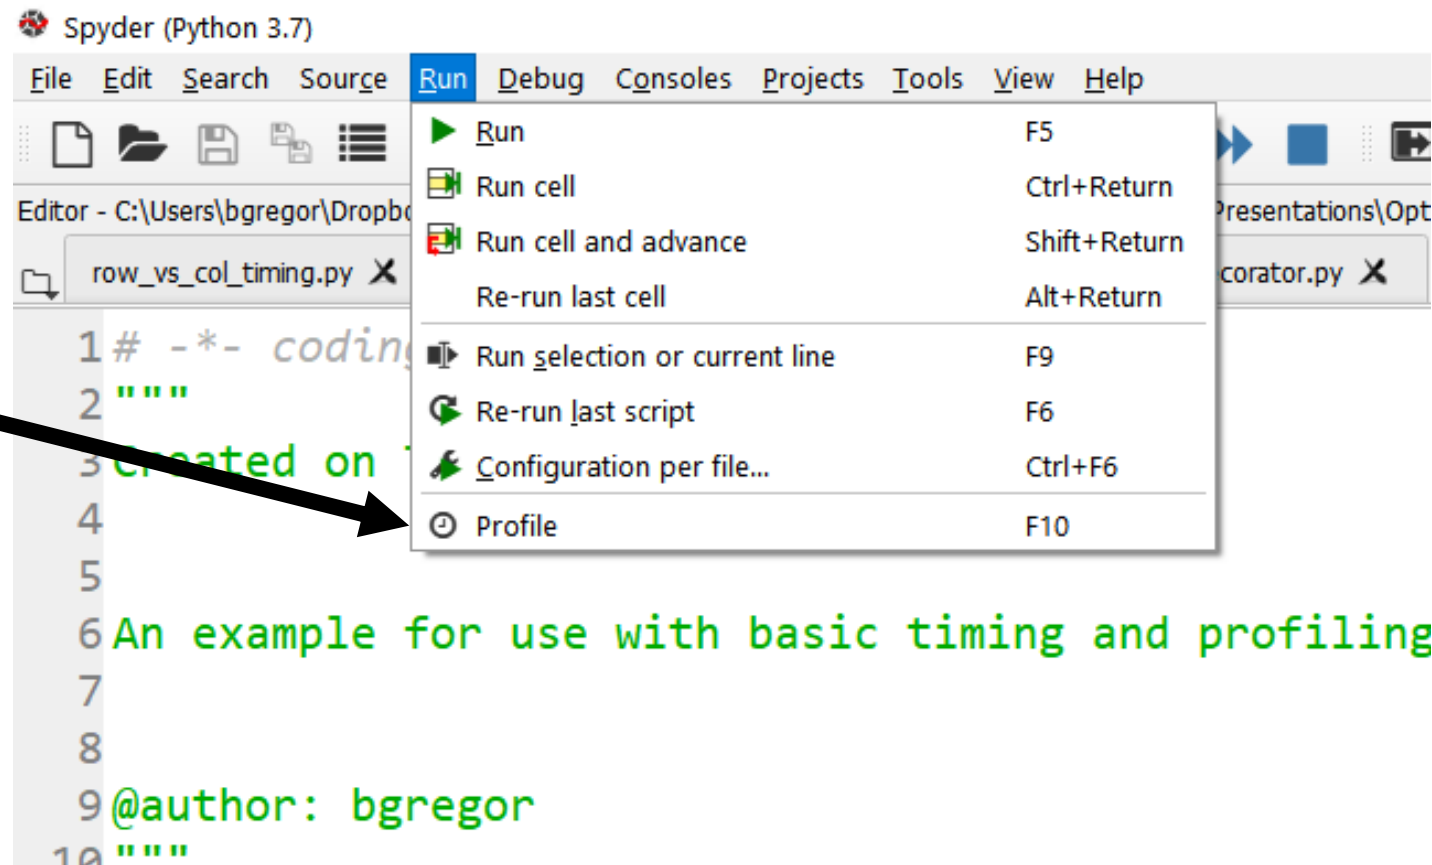 Spyder (Python 3.7)
File Edit Search Source Run Debug Consoles Projects Tools View Help
Run F5
Run cell Ctrl+Return
Editor - C:\Users\bgregor\Dropbo Presentations\Opt
Run cell and advance Shift+Return
row_vs_col_timing.py corator.py
Re-run last cell Alt+Return
1 # -*- coding
Run selection or current line F9
2 """
Re-run last script F6
3 Created on
Configuration per file... Ctrl+F6
4
Profile F10
5
6 An example for use with basic timing and profiling
7
8
9 @author: bgregor
10 """